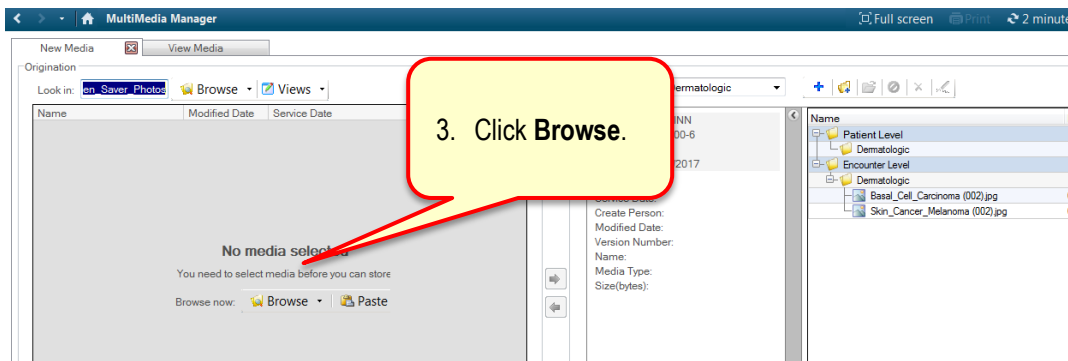 MultiMedia Manager Full screen Print 2 minute
New Media View Media
Origination
Look in: en_Saver_Photos Browse Views
ermatologic
Name Modified Date Service Date
3. Click Browse.
INN
00-6
/2017
Create Person:
Modified Date:
Version Number:
Name:
Media Type:
Size(bytes):
No media selected
You need to select media before you can store
Browse now: Browse Paste
Name
Patient Level
Dermatologic
Encounter Level
Dermatologic
Basal_Cell_Carcinoma (002).jpg
Skin_Cancer_Melanoma (002).jpg